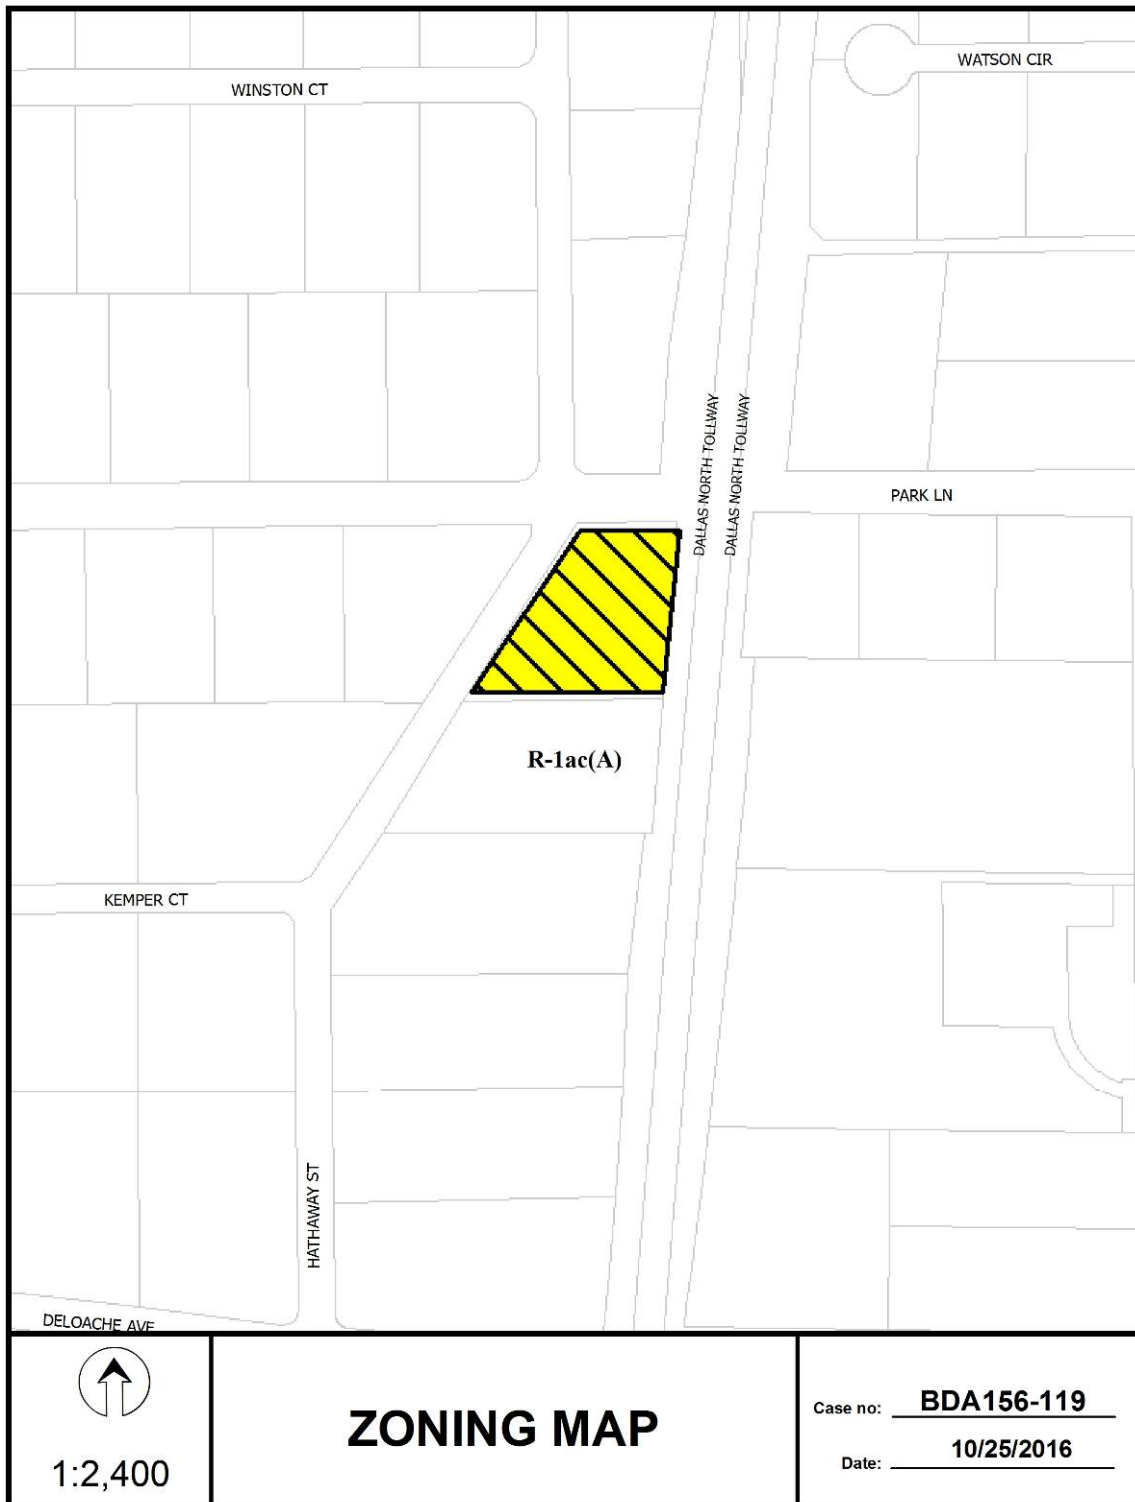 WATSON CIR
WINSTON CT
DALLAS NORTH TOLLWAY
DALLAS NORTH TOLLWAY
PARK LN
R-1ac(A)
KEMPER CT
HATHAWAY ST
DELOACHE AVE
1:2,400
ZONING MAP
Case no: BDA156-119
Date: 10/25/2016